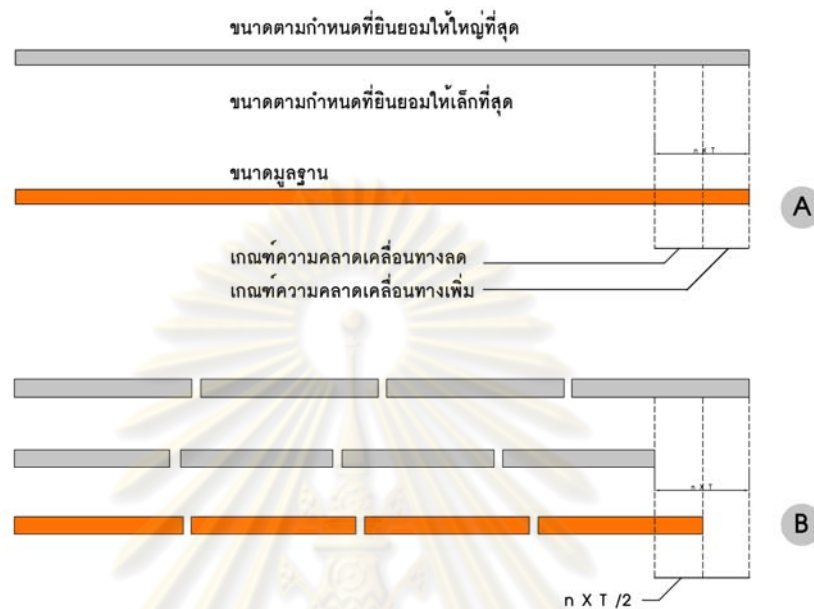 ขนาดตามกำหนดที่ยินยอมให้ใหญ่ที่สุด
ขนาดตามกำหนดที่ยินยอมให้เล็กที่สุด
n X T
ขนาดมูลฐาน
A
เกณฑ์ความคลาดเคลื่อนทางลด
เกณฑ์ความคลาดเคลื่อนทางเพิ่ม
n X T
B
n X T /2